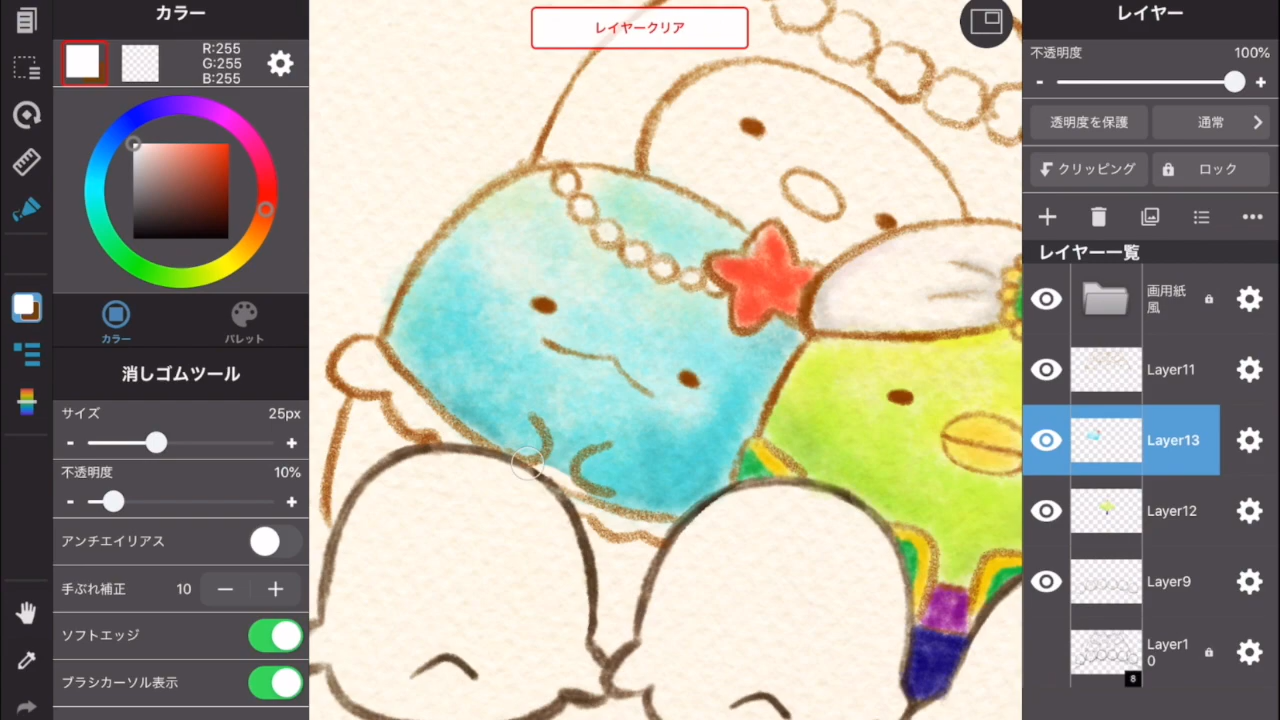 カラー
R:255
G:255
B:255
カラー
パレット
消しゴムツール
サイズ
25px
-
+
不透明度
10%
-
+
アンチエイリアス
手ぶれ補正
10
−
+
ソフトエッジ
ブラシカーソル表示
レイヤークリア
レイヤー
不透明度
100%
-
+
透明度を保護
通常
クリッピング
ロック
レイヤー一覧
画用紙
風
Layer11
Layer13
Layer12
Layer9
Layer1
0
8